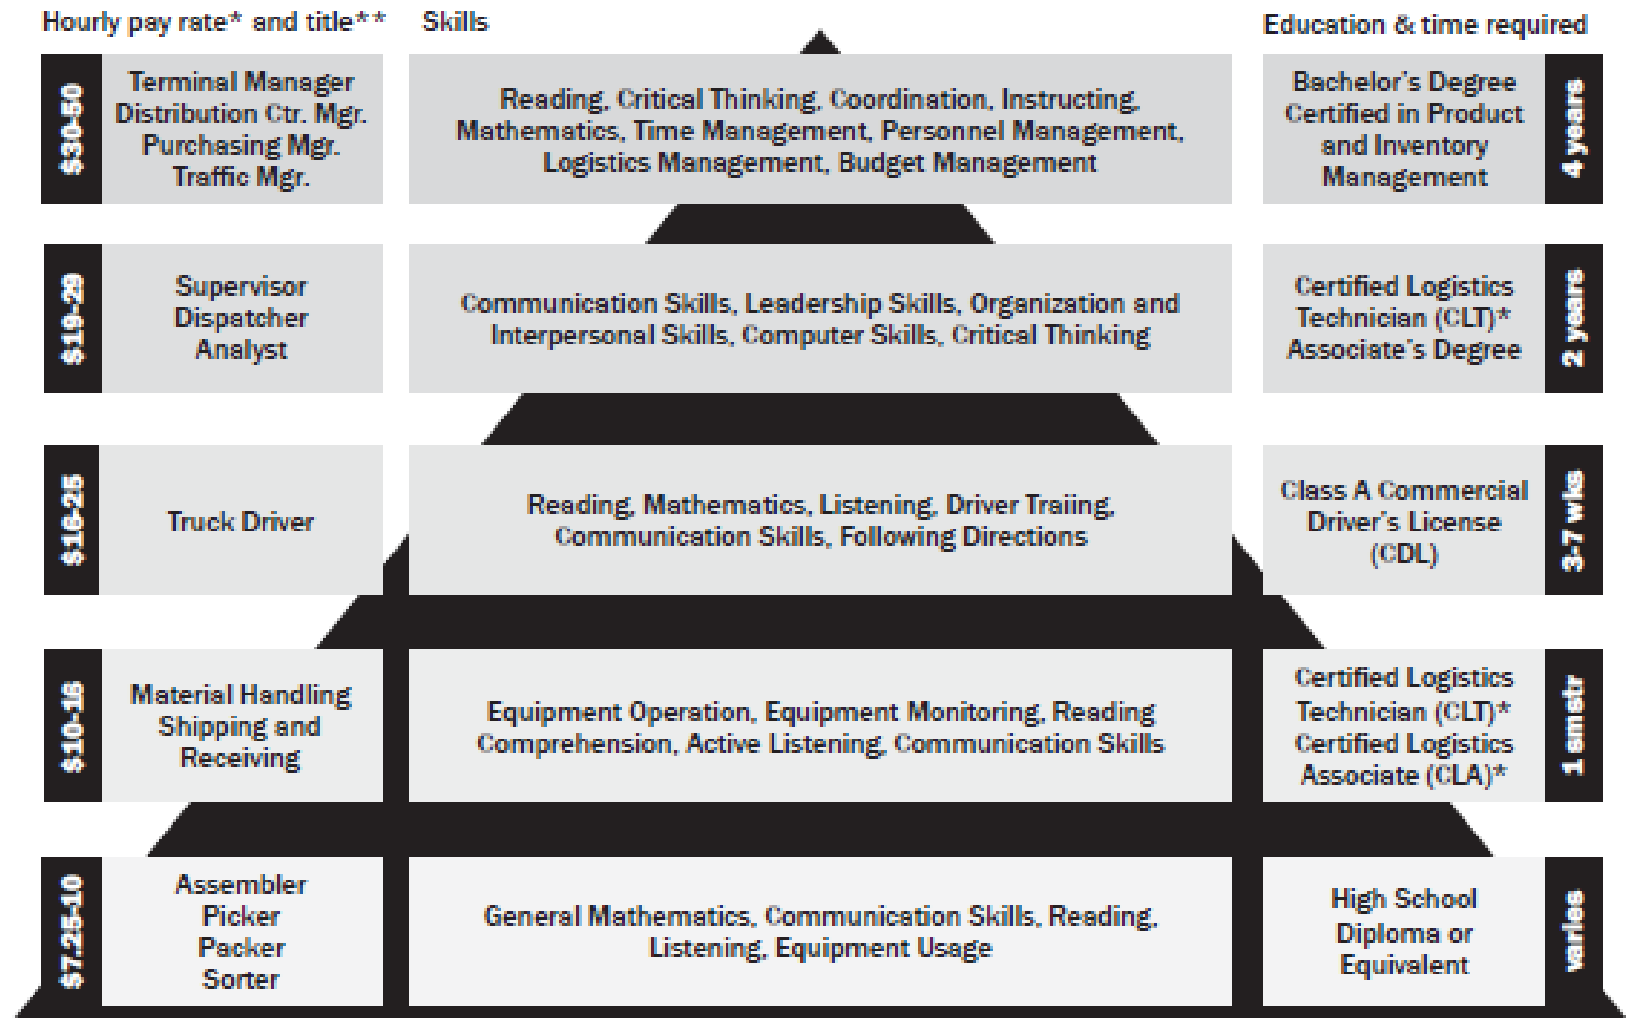 Hourly pay rate* and title**
Skills
Education & time required
$30-50
Terminal Manager
Distribution Ctr. Mgr.
Purchasing Mgr.
Traffic Mgr.
Reading, Critical Thinking, Coordination, Instructing,
Mathematics, Time Management, Personnel Management,
Logistics Management, Budget Management
Bachelor's Degree
Certified in Product
and Inventory
Management
4 years
$19-29
Supervisor
Dispatcher
Analyst
Communication Skills, Leadership Skills, Organization and
Interpersonal Skills, Computer Skills, Critical Thinking
Certified Logistics
Technician (CLT)*
Associate's Degree
2 years
Truck Driver
Reading, Mathematics, Listening, Driver Traiing,
Communication Skills, Following Directions
Class A Commercial
Driver's License
(CDL)
3-7 wks
Material Handling
Shipping and
Receiving
Equipment Operation, Equipment Monitoring, Reading
Comprehension, Active Listening, Communication Skills
Certified Logistics
Technician (CLT)*
Certified Logistics
Associate (CLA)*
1 smstr
$7.25-10
Assembler
Picker
Packer
Sorter
General Mathematics, Communication Skills, Reading,
Listening, Equipment Usage
High School
Diploma or
Equivalent
varies